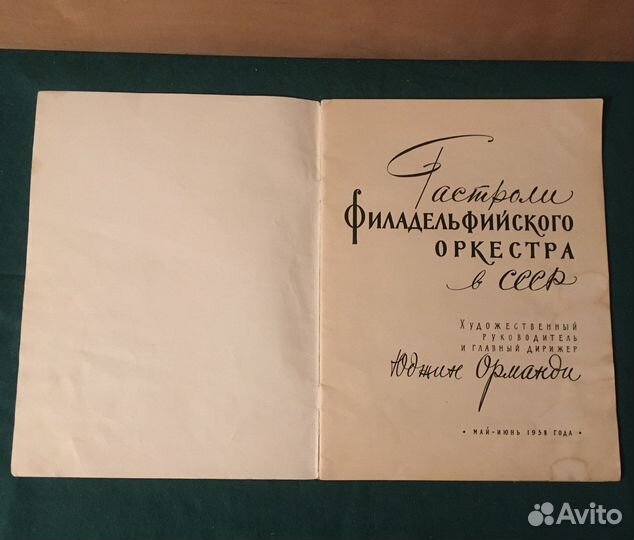 Гастроли
Филадельфийского
оркестра
в СССР
Художественный
руководитель
и главный дирижер
Юджин Орманди
• май-июнь 1958 года •
Avito